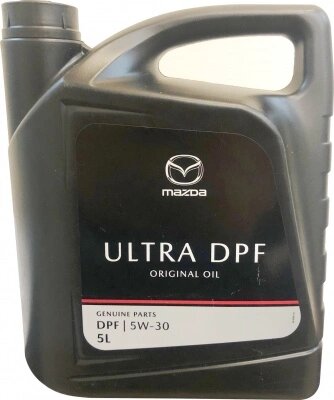 mazda
ULTRA DPF
ORIGINAL OIL
GENUINE PARTS
DPF | 5W-30
5L